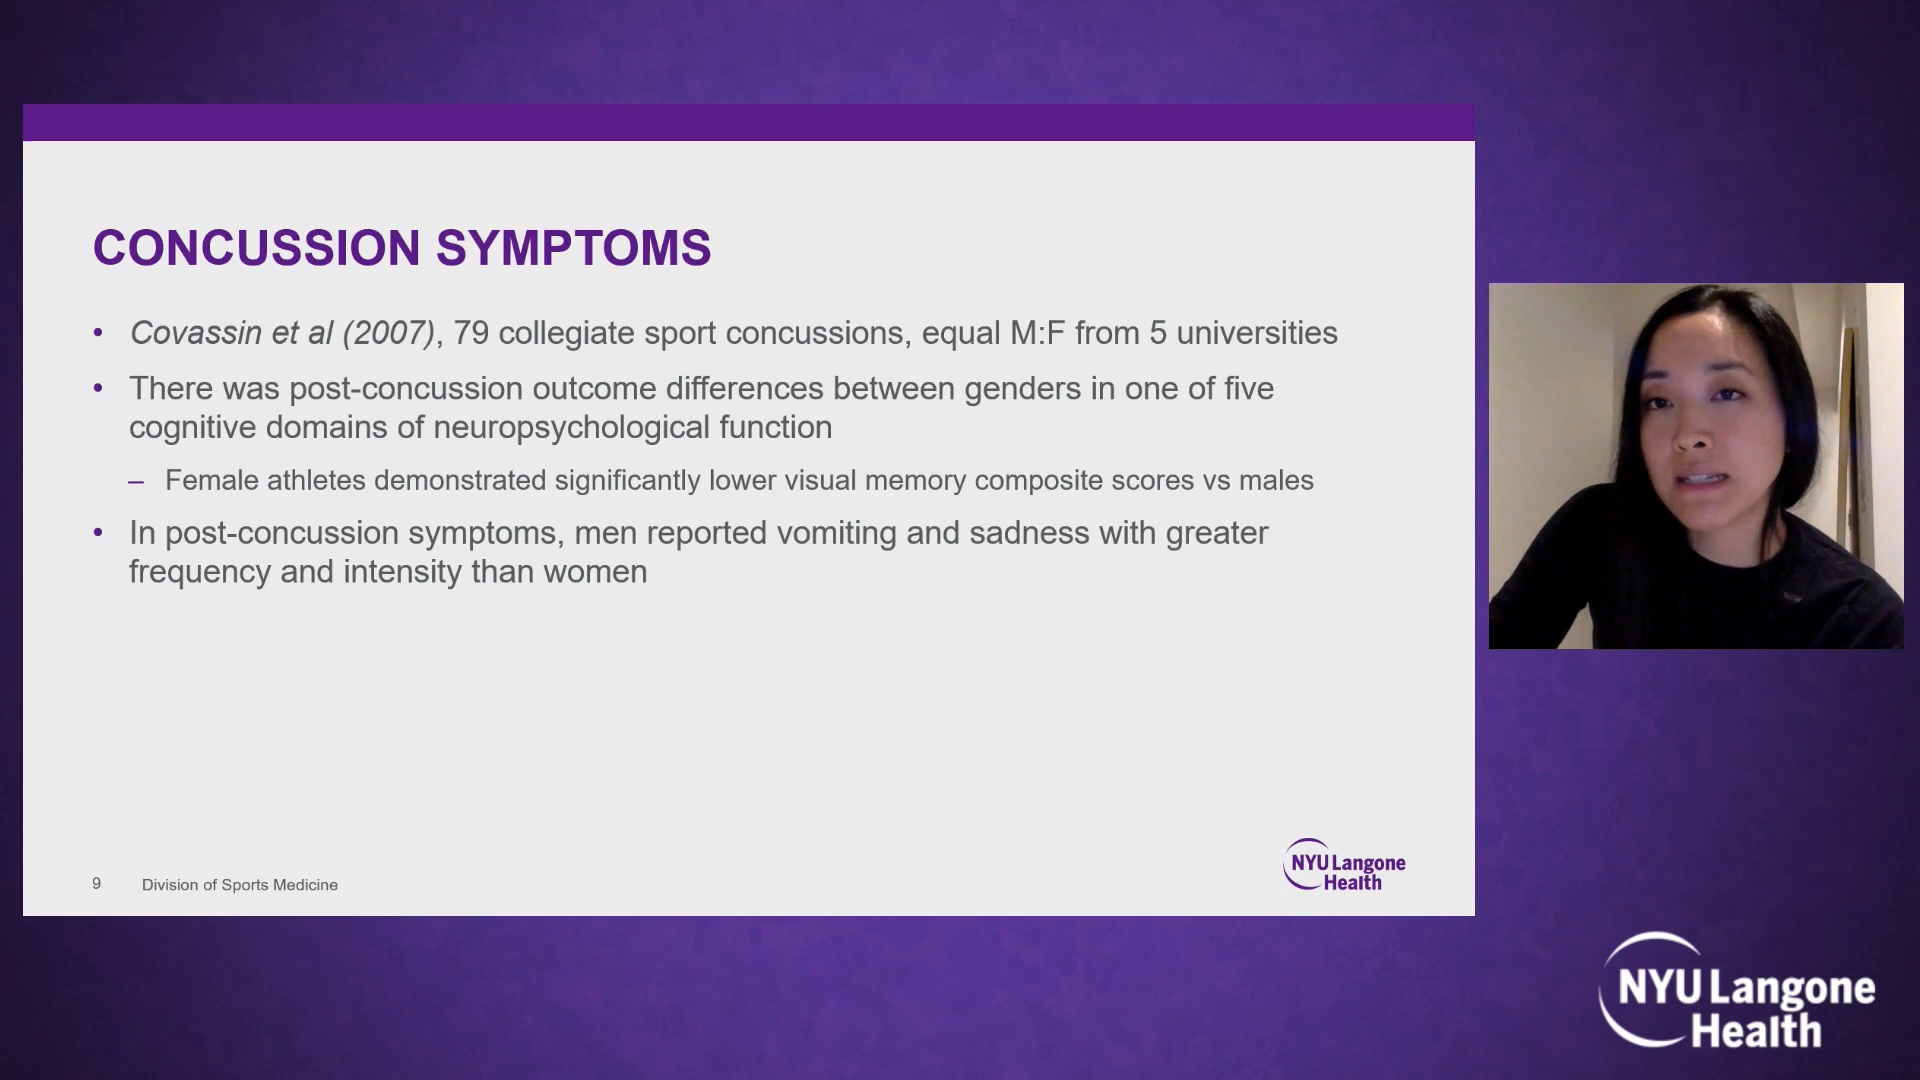 CONCUSSION SYMPTOMS
• Covassin et al (2007), 79 collegiate sport concussions, equal M:F from 5 universities
• There was post-concussion outcome differences between genders in one of five
cognitive domains of neuropsychological function
– Female athletes demonstrated significantly lower visual memory composite scores vs males
• In post-concussion symptoms, men reported vomiting and sadness with greater
frequency and intensity than women
9 Division of Sports Medicine
NYU Langone
Health
NYU Langone
Health